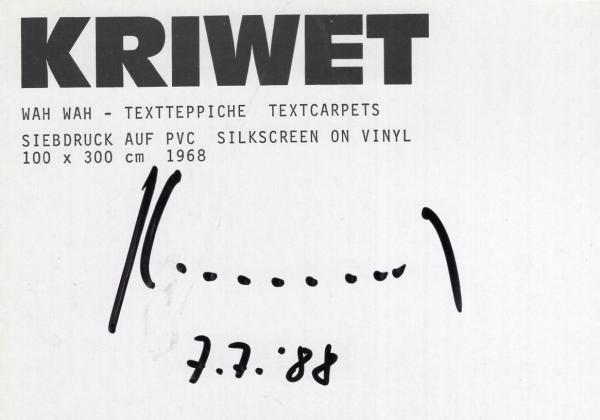 KRIWET
WAH WAH - TEXTTEPPICHE TEXTCARPETS
SIEBDRUCK AUF PVC SILKSCREEN ON VINYL
100 x 300 cm 1968
7.7.'88